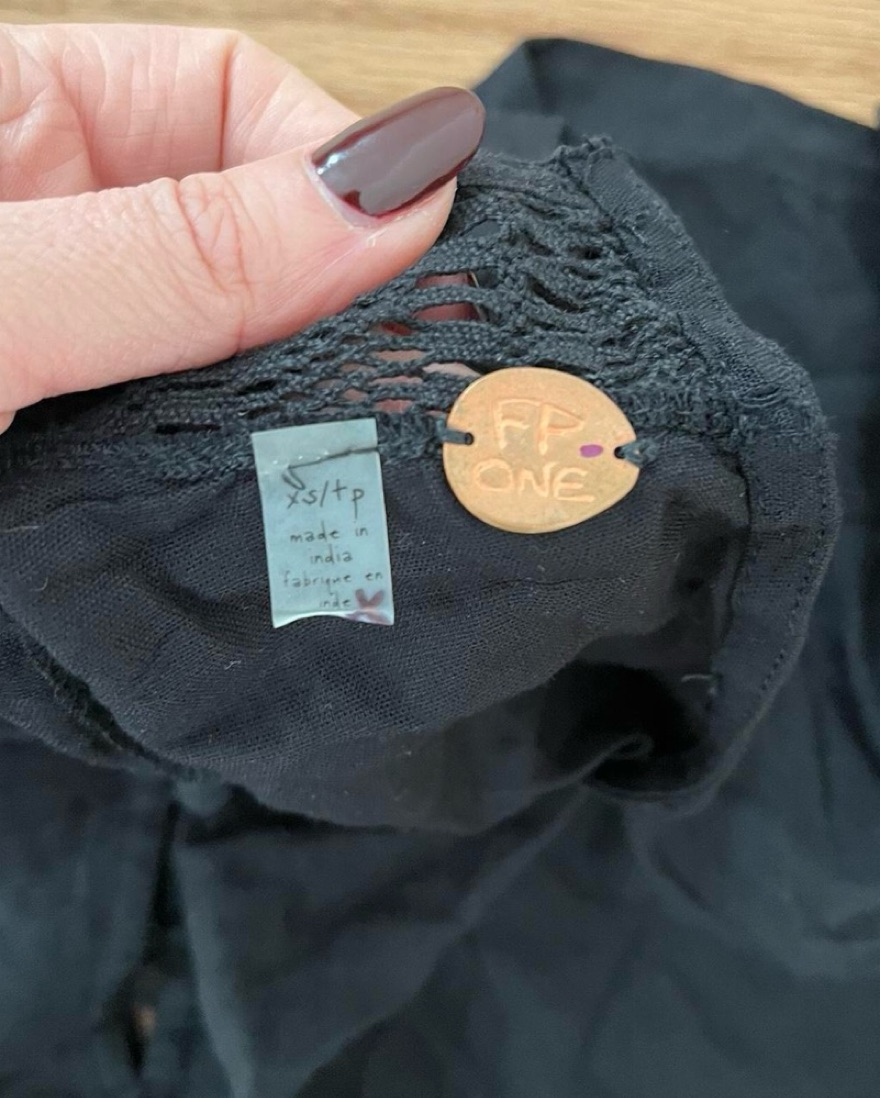 FP
ONE
xs/tp
made in
india
fabriqué en
inde